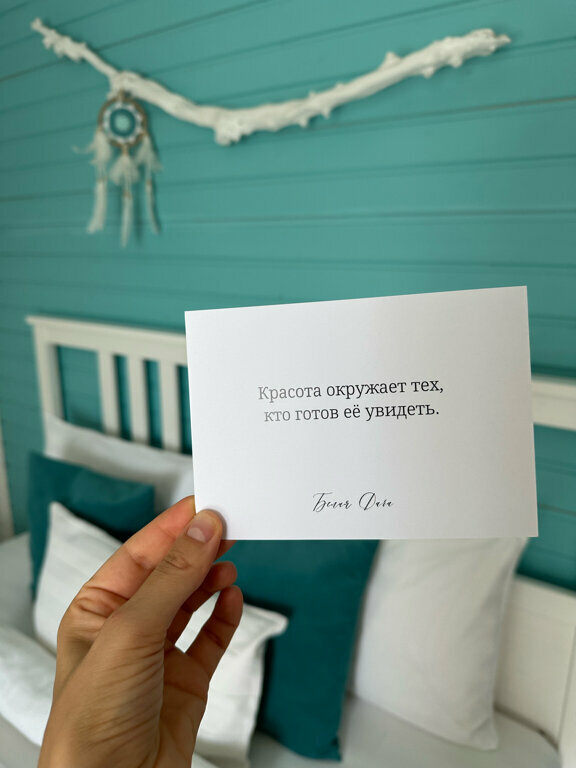 Красота окружает тех,
кто готов её увидеть.
Белая Дача